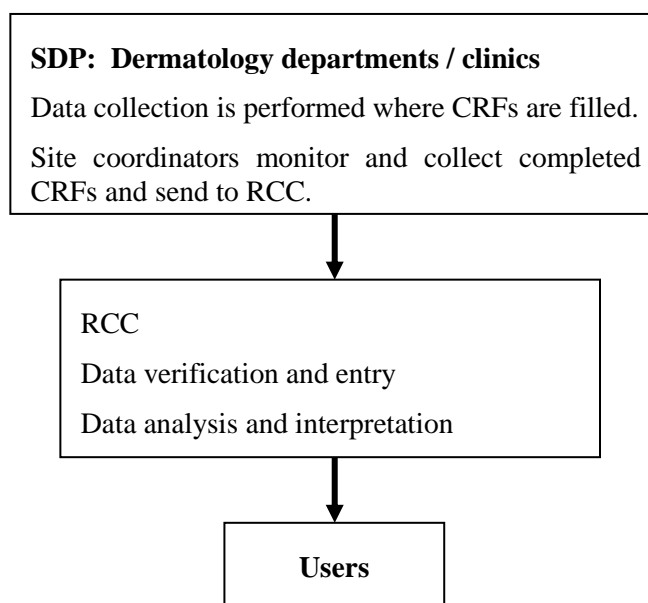 SDP: Dermatology departments / clinics
Data collection is performed where CRFs are filled.
Site coordinators monitor and collect completed
CRFs and send to RCC.
RCC
Data verification and entry
Data analysis and interpretation
Users